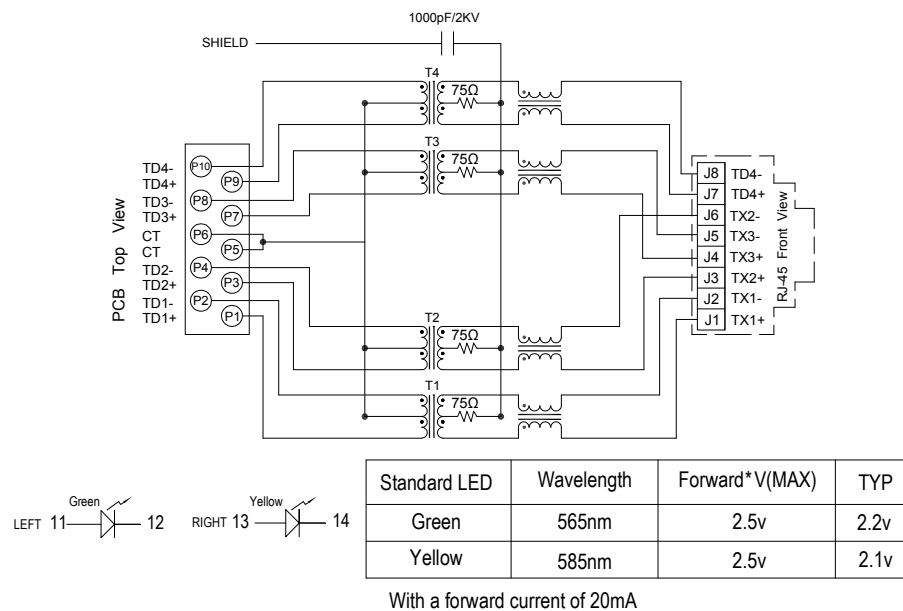 1000pF/2KV
SHIELD
T4
75Ω
T3
75Ω
PCB Top View
TD4- P10
TD4+ P9
TD3- P8
TD3+ P7
CT P6
CT P5
TD2- P4
TD2+ P3
TD1- P2
TD1+ P1
J8 TD4-
J7 TD4+
J6 TX2-
J5 TX3-
J4 TX3+
J3 TX2+
J2 TX1-
J1 TX1+
RJ-45 Front View
T2
75Ω
T1
75Ω
Green
LEFT 11 12
Yellow
RIGHT 13 14
Standard LED Wavelength Forward*V(MAX) TYP
Green 565nm 2.5v 2.2v
Yellow 585nm 2.5v 2.1v
With a forward current of 20mA